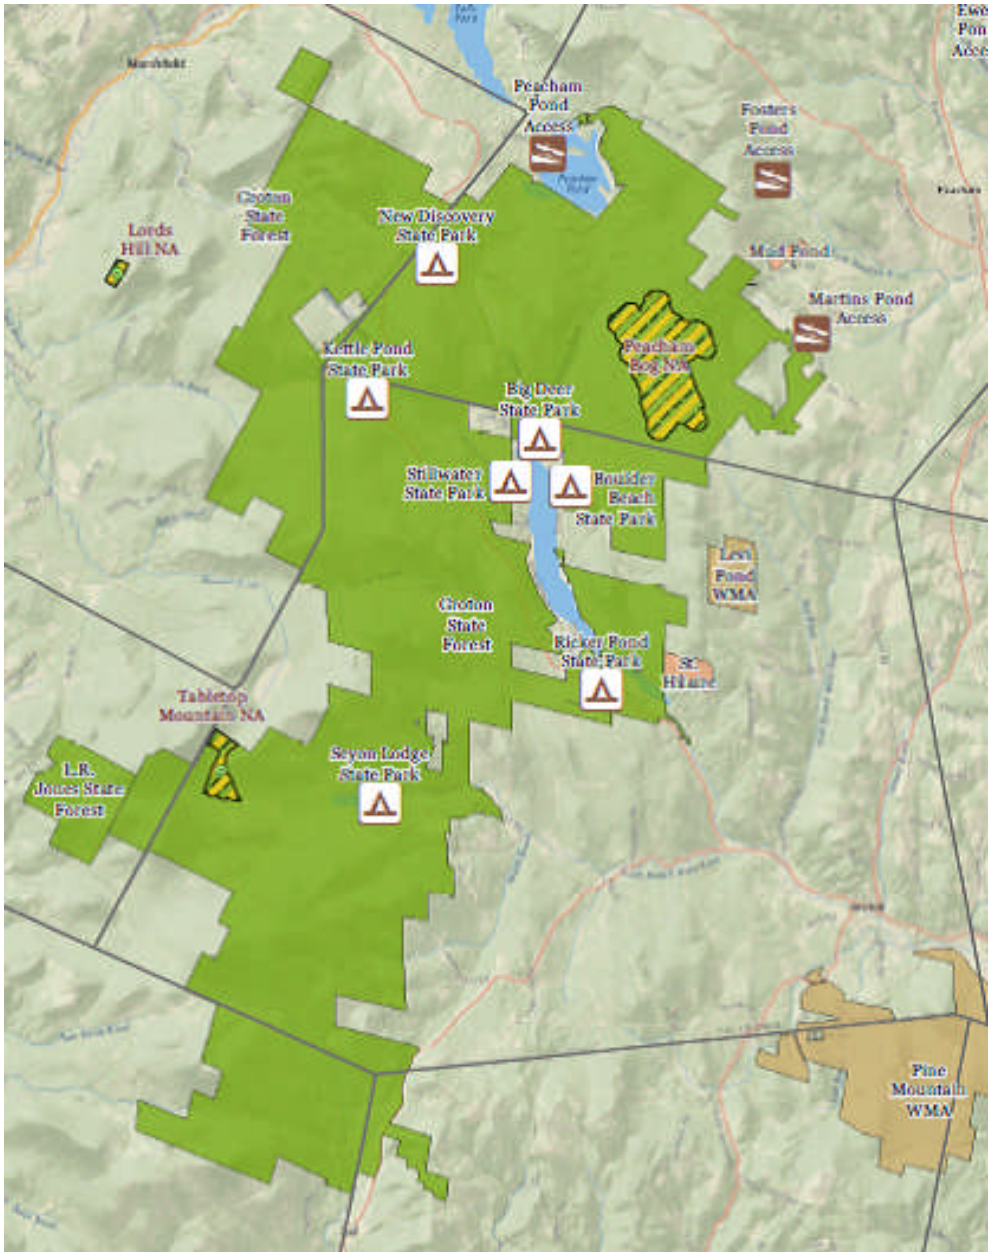 Marshfield
Peacham
Pond
Access
Peacham
Pond
Fosters
Pond
Access
Peacham
Groton
State
Forest
Lords
Hill NA
New Discovery
State Park
Mud Pond
Martins Pond
Access
Kettle Pond
State Park
Peacham
Bog NA
Big Deer
State Park
Stillwater
State Park
Boulder
Beach
State Park
Levi
Pond
WMA
Groton
State
Forest
Ricker Pond
State Park
St.
Hilaire
Tabletop
Mountain NA
Seyon Lodge
State Park
L.R.
Jones State
Forest
Pine
Mountain
WMA